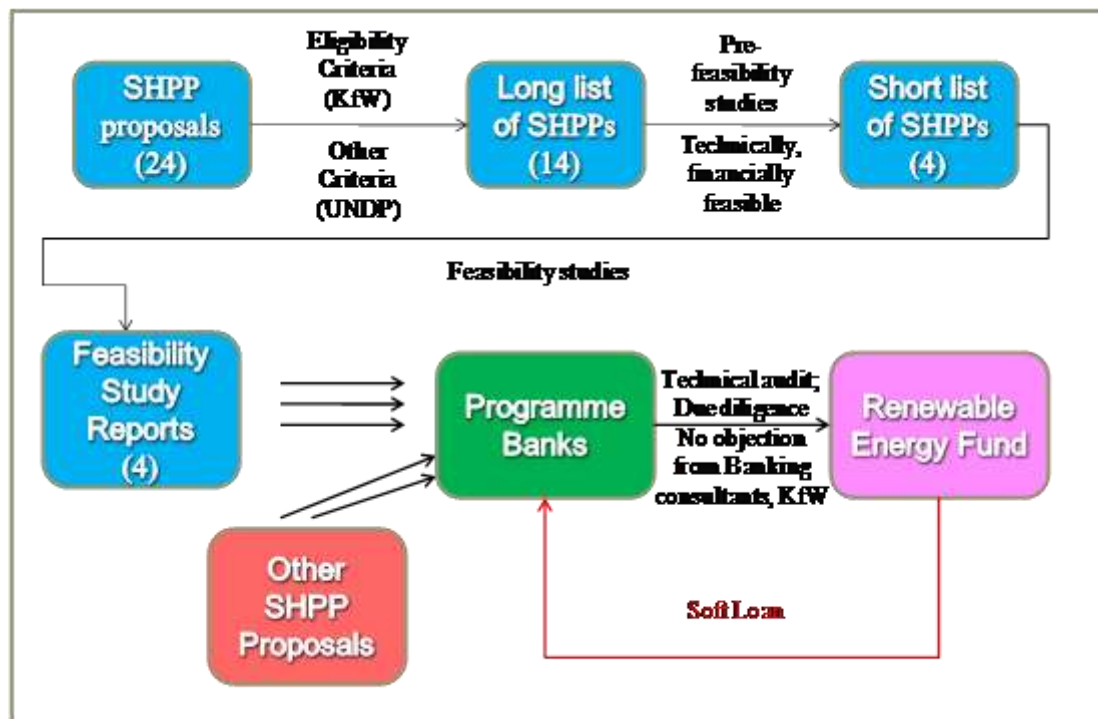 SHPP
proposals
(24)
Eligibility
Criteria
(KfW)
Other
Criteria
(UNDP)
Long list
of SHPPs
(14)
Pre-
feasibility
studies
Technically,
financially
feasible
Short list
of SHPPs
(4)
Feasibility studies
Feasibility
Study
Reports
(4)
Programme
Banks
Technical audit;
Due diligence
No objection
from Banking
consultants, KfW
Renewable
Energy Fund
Other
SHPP
Proposals
Soft Loan